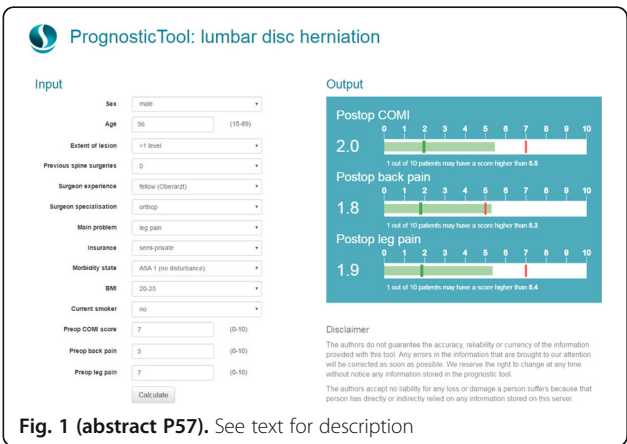 PrognosticTool: lumbar disc herniation
Input
Sex male
Age 56 (15-89)
Extent of lesion >1 level
Previous spine surgeries 0
Surgeon experience fellow (Oberarzt)
Surgeon specialisation orthop
Main problem leg pain
Insurance semi-private
Morbidity state ASA 1 (no disturbance)
BMI 20-25
Current smoker no
Preop COMI score 7 (0-10)
Preop back pain 5 (0-10)
Preop leg pain 7 (0-10)
Calculate
Output
Postop COMI
0 1 2 3 4 5 6 7 8 9 10
2.0
1 out of 10 patients may have a score higher than 5.5
Postop back pain
0 1 2 3 4 5 6 7 8 9 10
1.8
1 out of 10 patients may have a score higher than 5.3
Postop leg pain
0 1 2 3 4 5 6 7 8 9 10
1.9
1 out of 10 patients may have a score higher than 5.4
Disclaimer
The authors do not guarantee the accuracy, reliability or currency of the information
provided with this tool. Any errors in the information that are brought to our attention
will be corrected as soon as possible. We reserve the right to change at any time
without notice any information stored in the prognostic tool.
The authors accept no liability for any loss or damage a person suffers because that
person has directly or indirectly relied on any information stored on this server.
Fig. 1 (abstract P57). See text for description